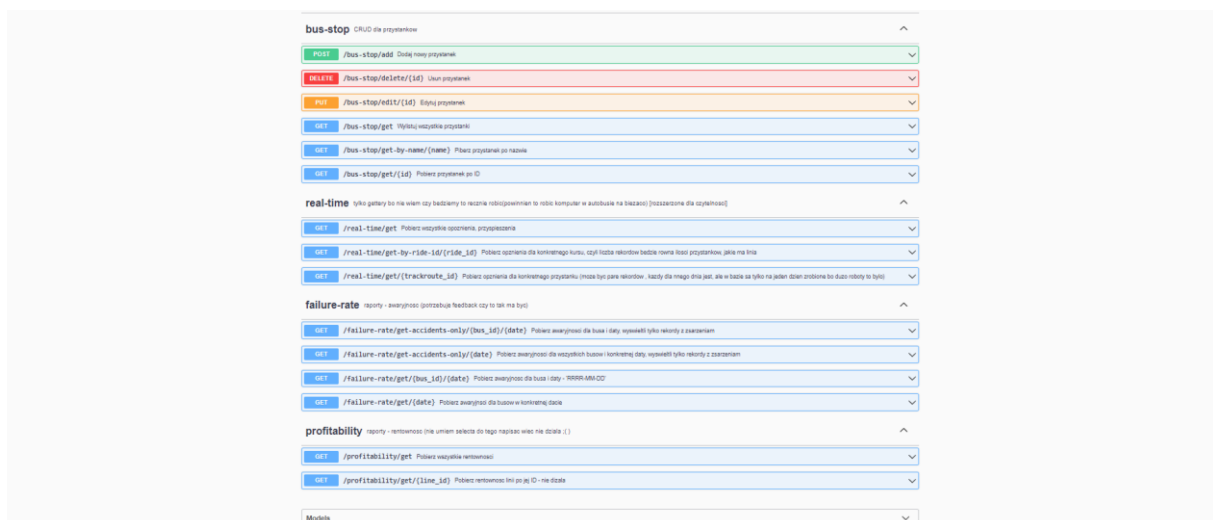 bus-stop CRUD dla przystankow
POST /bus-stop/add Dodaj nowy przystanek
DELETE /bus-stop/delete/{id} Usun przystanek
PUT /bus-stop/edit/{id} Edytuj przystanek
GET /bus-stop/get Wylistuj wszystkie przystanki
GET /bus-stop/get-by-name/{name} Piberz przystanek po nazwie
GET /bus-stop/get/{id} Pobierz przystanek po ID
real-time tylko gettery bo nie wiem czy bedziemy to recznie robic(powinnien to robic komputer w autobusie na biezaco) [rozszarzone dla czytelnosci]
GET /real-time/get Pobierz wszystkie opoznienia, przyspieszenia
GET /real-time/get-by-ride-id/{ride_id} Pobierz opznienia dla konkretnego kursu, czyli liczba rekordow bedzie rowna ilosci przystankow, jakie ma linia
GET /real-time/get/{trackroute_id} Pobierz opznienia dla konkretnego przystanku (moze byc pare rekordow , kazdy dla innego dnia jest, ale w bazie sa tylko na jeden dzien zrobione bo duzo roboty to bylo)
failure-rate raporty - awaryjnosc (potrzebuje feedback czy to tak ma byc)
GET /failure-rate/get-accidents-only/{bus_id}/{date} Pobierz awaryjnosci dla busa i daty, wyswietli tylko rekordy z zdarzeniam
GET /failure-rate/get-accidents-only/{date} Pobierz awaryjnosci dla wszystkich busow i konkretnej daty, wyswietli tylko rekordy z zdarzeniam
GET /failure-rate/get/{bus_id}/{date} Pobierz awaryjnosc dla busa i daty - 'RRRR-MM-DD'
GET /failure-rate/get/{date} Pobierz awaryjnosci dla busow w konkretnej dacie
profitability raporty - rentownosc (nie umiem selecta do tego napisac wiec nie dziala ;( )
GET /profitability/get Pobierz wszystkie rentownosci
GET /profitability/get/{line_id} Pobierz rentownosc linii po jej ID - nie dizala
Models